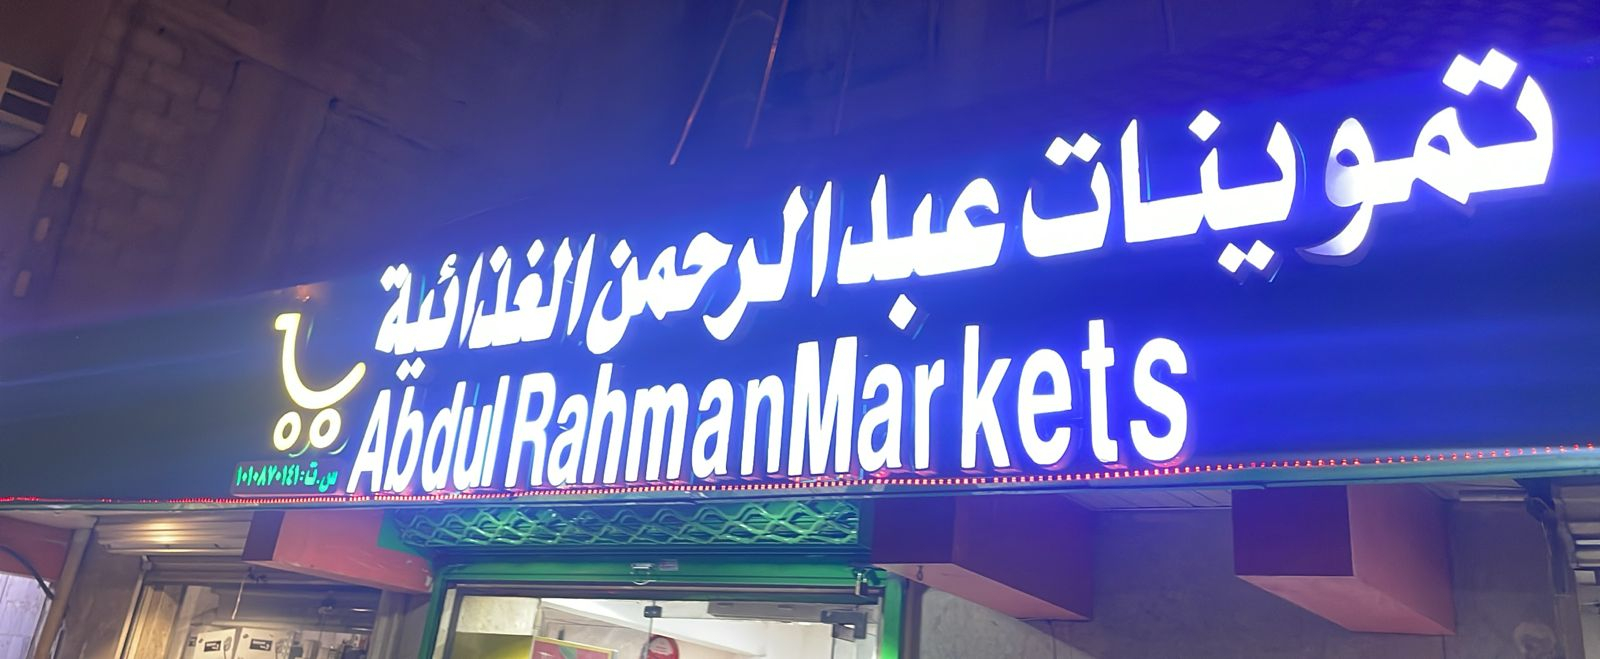 تموينات عبدالرحمن الغذائية
Abdul Rahman Markets
س.ت: ١٠١٠٨٧٠١٤١